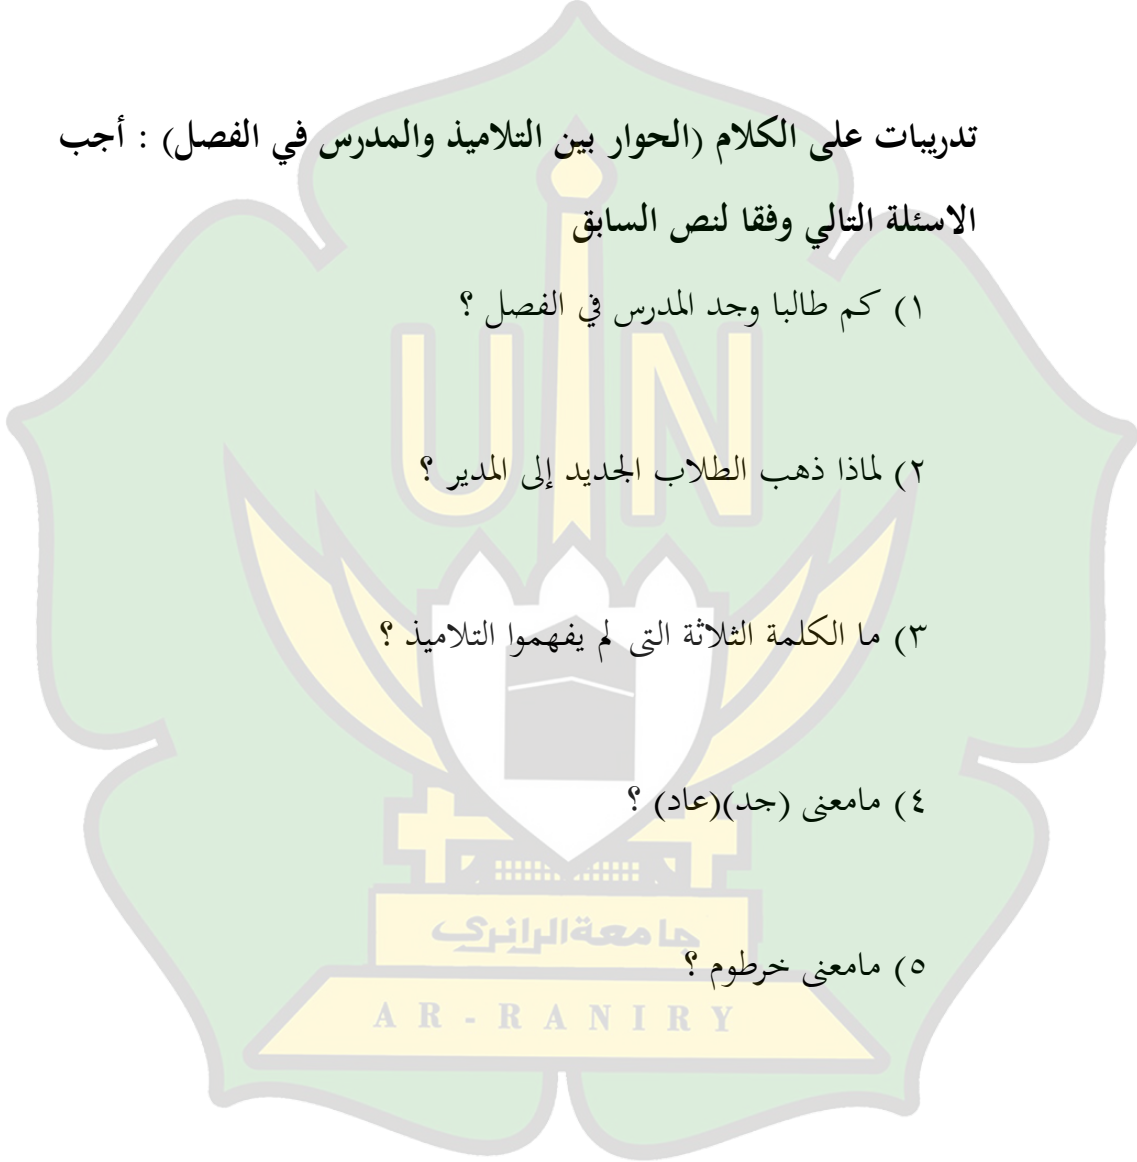 تدريبات على الكلام (الحوار بين التلاميذ والمدرس في الفصل) : أجب
الاسئلة التالي وفقا لنص السابق
١) كم طالبا وجد المدرس في الفصل ؟
٢) لماذا ذهب الطلاب الجديد إلى المدير ؟
٣) ما الكلمة الثلاثة التى لم يفهموا التلاميذ ؟
٤) مامعنى (جد)(عاد) ؟
٥) مامعنى خرطوم ؟
UIN
جامعةالرانري
AR-RANIRY